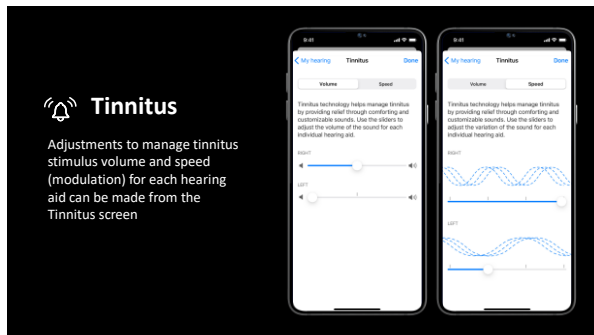 Tinnitus
Adjustments to manage tinnitus
stimulus volume and speed
(modulation) for each hearing
aid can be made from the
Tinnitus screen
9:41
My hearing Tinnitus Done
Volume Speed
Tinnitus technology helps manage tinnitus
by providing relief through comforting and
customizable sounds. Use the sliders to
adjust the volume of the sound for each
individual hearing aid.
RIGHT
LEFT
9:41
My hearing Tinnitus Done
Volume Speed
Tinnitus technology helps manage tinnitus
by providing relief through comforting and
customizable sounds. Use the sliders to
adjust the variation of the sound for each
individual hearing aid.
RIGHT
LEFT